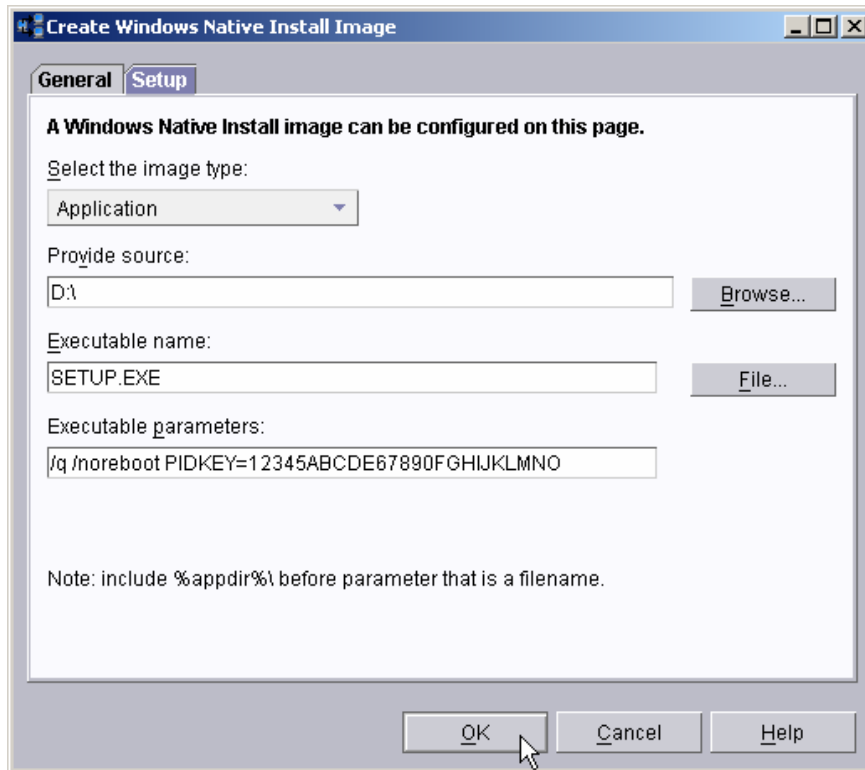 Create Windows Native Install Image
General Setup
A Windows Native Install image can be configured on this page.
Select the image type:
Application
Provide source:
D:\
Browse...
Executable name:
SETUP.EXE
File...
Executable parameters:
/q /noreboot PIDKEY=12345ABCDE67890FGHIJKLMNO
Note: include %appdir%\ before parameter that is a filename.
OK Cancel Help